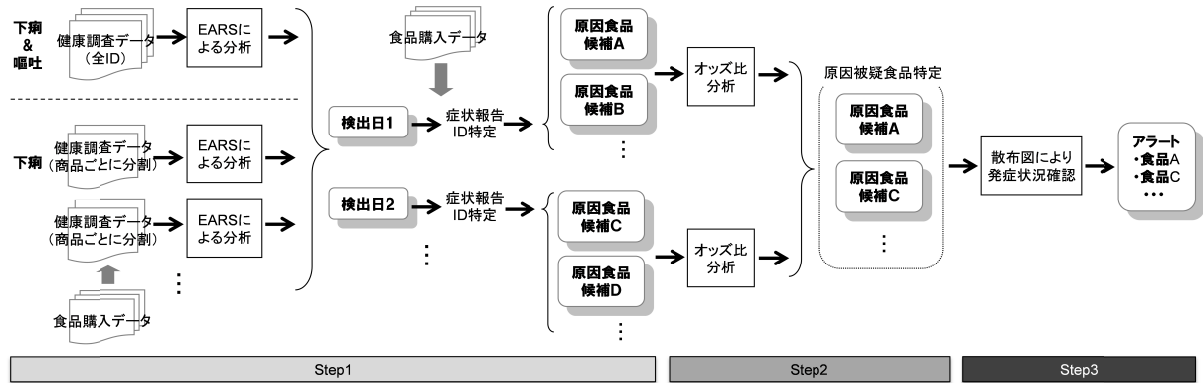 下痢
&
嘔吐
健康調査データ
(全ID)
EARSに
よる分析
下痢
健康調査データ
(商品ごとに分割)
EARSに
よる分析
健康調査データ
(商品ごとに分割)
EARSに
よる分析
⋮
食品購入データ
食品購入データ
検出日1
症状報告
ID特定
検出日2
症状報告
ID特定
⋮
原因食品
候補A
原因食品
候補B
⋮
原因食品
候補C
原因食品
候補D
⋮
オッズ比
分析
オッズ比
分析
原因被疑食品特定
原因食品
候補A
原因食品
候補C
⋮
散布図により
発症状況確認
アラート
・食品A
・食品C
・・・
Step1
Step2
Step3